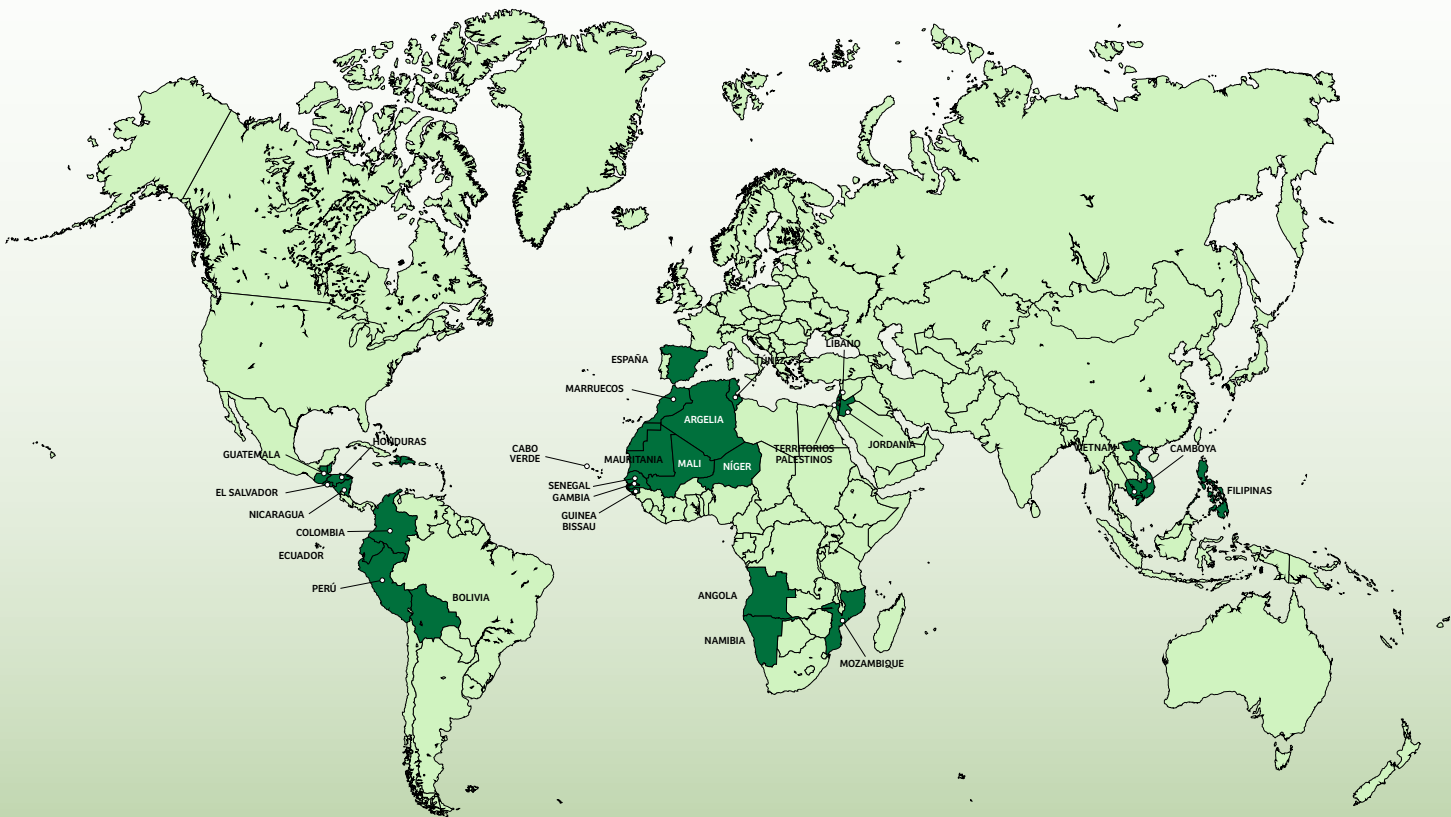 LÍBANO
ESPAÑA
TÚNEZ
MARRUECOS
ARGELIA
HONDURAS
GUATEMALA
CABO
VERDE
MAURITANIA
MALI
NÍGER
TERRITORIOS
PALESTINOS
JORDANIA
VIETNAM
CAMBOYA
EL SALVADOR
SENEGAL
GAMBIA
FILIPINAS
NICARAGUA
GUINEA
BISSAU
COLOMBIA
ECUADOR
PERÚ
BOLIVIA
ANGOLA
NAMIBIA
MOZAMBIQUE